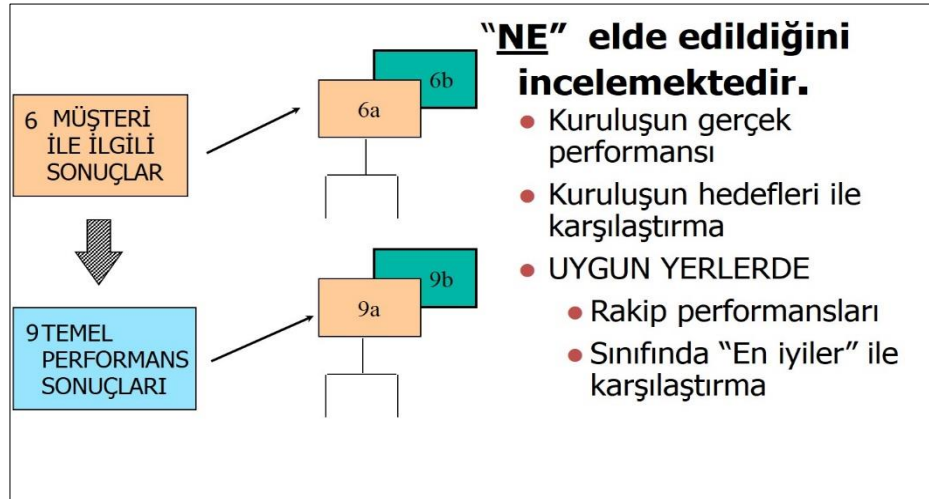 “NE” elde edildiğini
incelemektedir.
6 MÜŞTERİ
İLE İLGİLİ
SONUÇLAR
6b
6a
9 TEMEL
PERFORMANS
SONUÇLARI
9b
9a
• Kuruluşun gerçek
performansı
• Kuruluşun hedefleri ile
karşılaştırma
• UYGUN YERLERDE
• Rakip performansları
• Sınıfında “En iyiler” ile
karşılaştırma